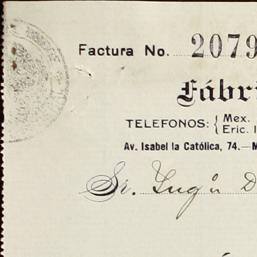 Factura No. 2079
Fábri
TELEFONOS: { Mex.
Eric. I
Av. Isabel la Católica, 74.—M
Sr.